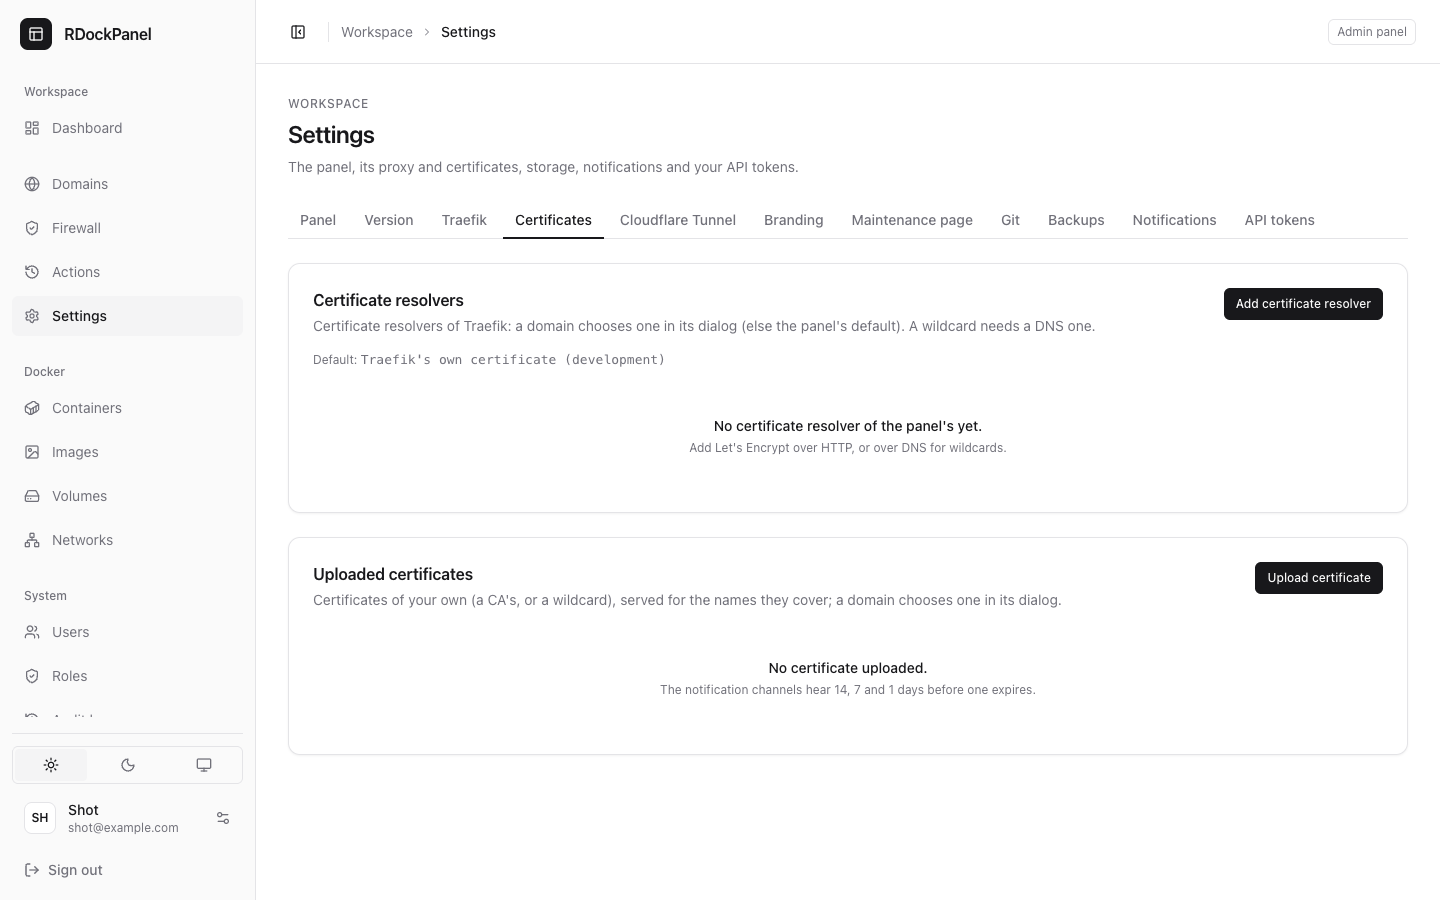 RDockPanel
Workspace
Dashboard
Domains
Firewall
Actions
Settings
Docker
Containers
Images
Volumes
Networks
System
Users
Roles
SH
Shot
shot@example.com
Sign out
Workspace
Settings
Admin panel
WORKSPACE
Settings
The panel, its proxy and certificates, storage, notifications and your API tokens.
Panel Version Traefik Certificates Cloudflare Tunnel Branding Maintenance page Git Backups Notifications API tokens
Certificate resolvers
Add certificate resolver
Certificate resolvers of Traefik: a domain chooses one in its dialog (else the panel's default). A wildcard needs a DNS one.
Default: Traefik's own certificate (development)
No certificate resolver of the panel's yet.
Add Let's Encrypt over HTTP, or over DNS for wildcards.
Uploaded certificates
Upload certificate
Certificates of your own (a CA's, or a wildcard), served for the names they cover; a domain chooses one in its dialog.
No certificate uploaded.
The notification channels hear 14, 7 and 1 days before one expires.